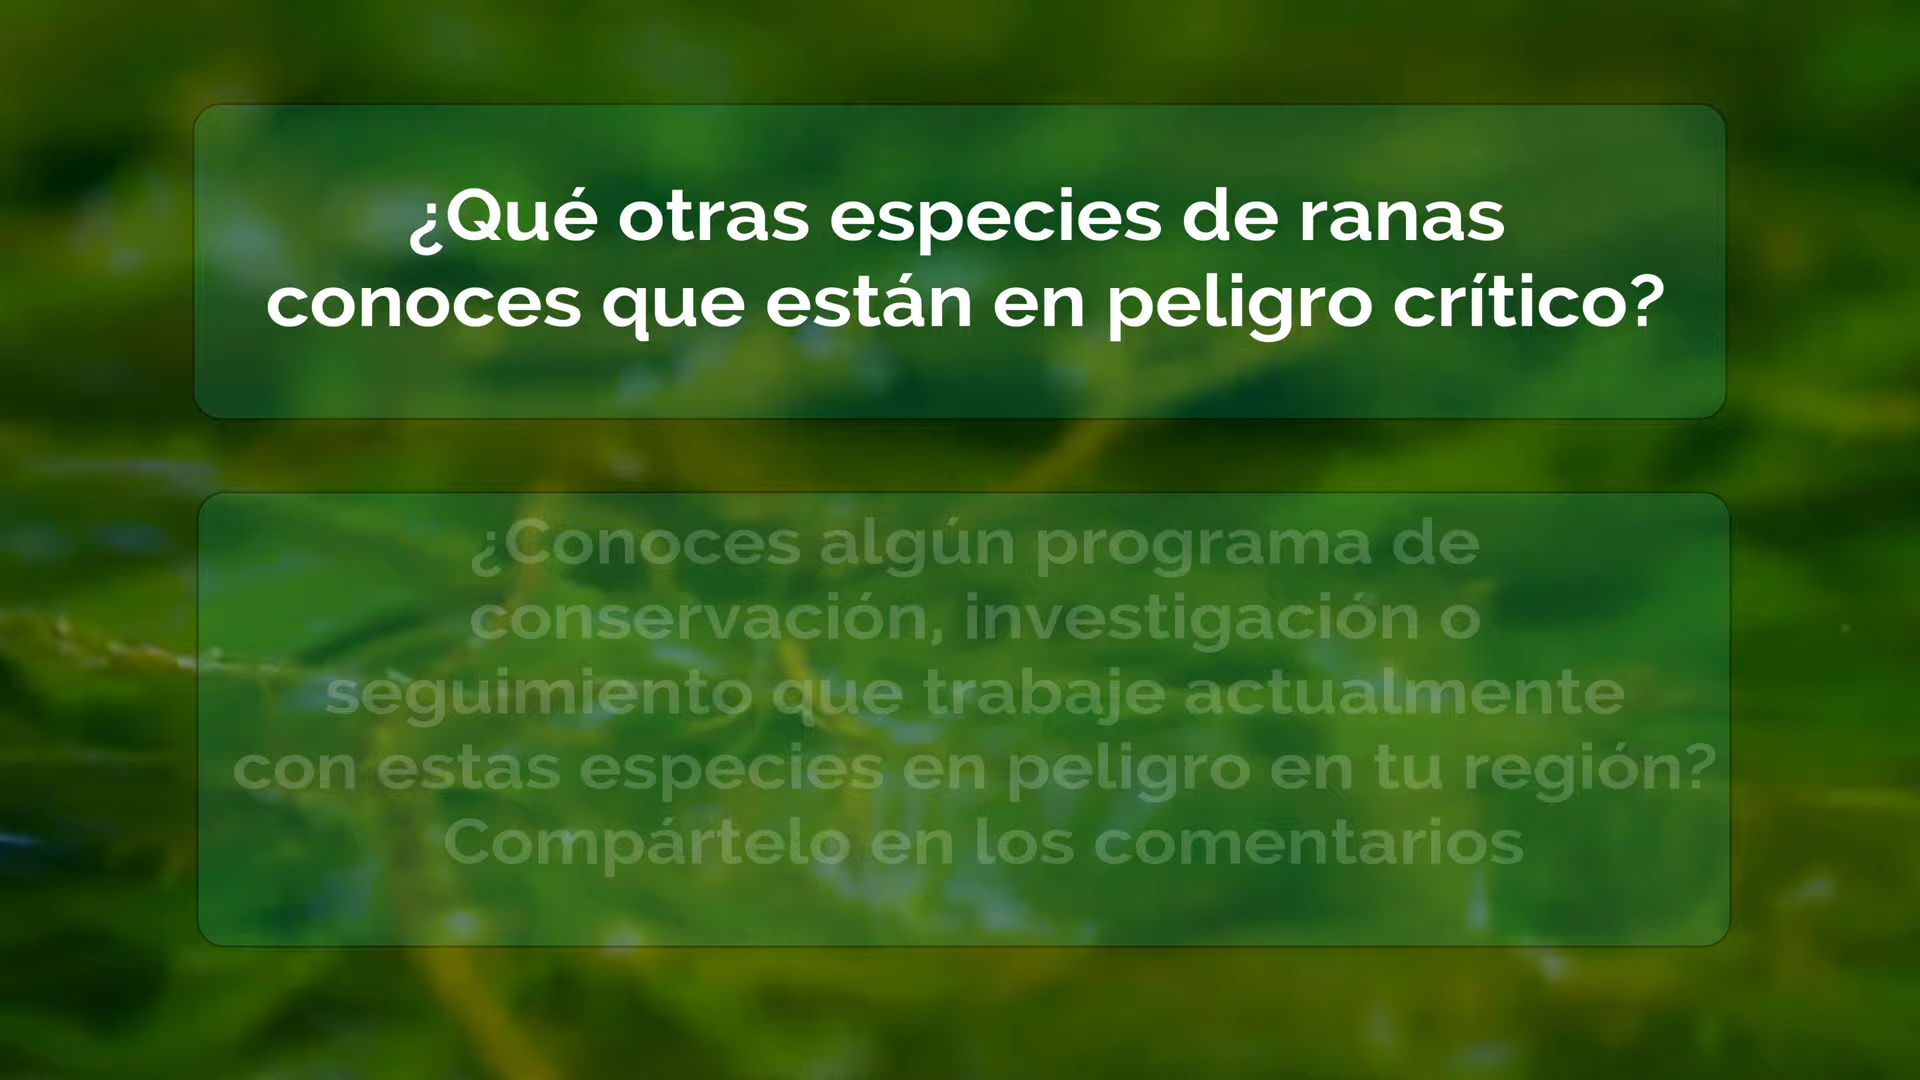 ¿Qué otras especies de ranas
conoces que están en peligro crítico?
¿Conoces algún programa de
conservación, investigación o
seguimiento que trabaje actualmente
con estas especies en peligro en tu región?
Compártelo en los comentarios